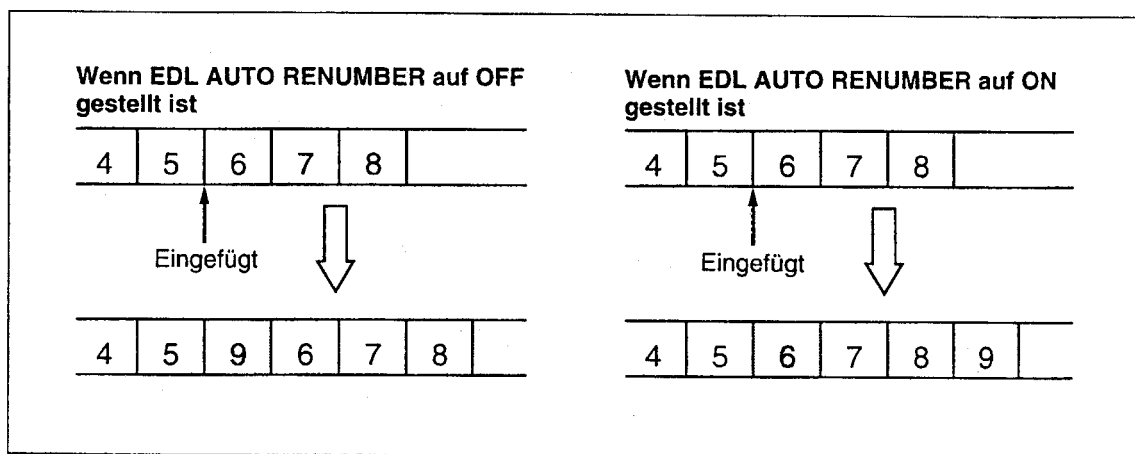 Wenn EDL AUTO RENUMBER auf OFF
gestellt ist
4 5 6 7 8
Eingefügt
4 5 9 6 7 8
Wenn EDL AUTO RENUMBER auf ON
gestellt ist
4 5 6 7 8
Eingefügt
4 5 6 7 8 9